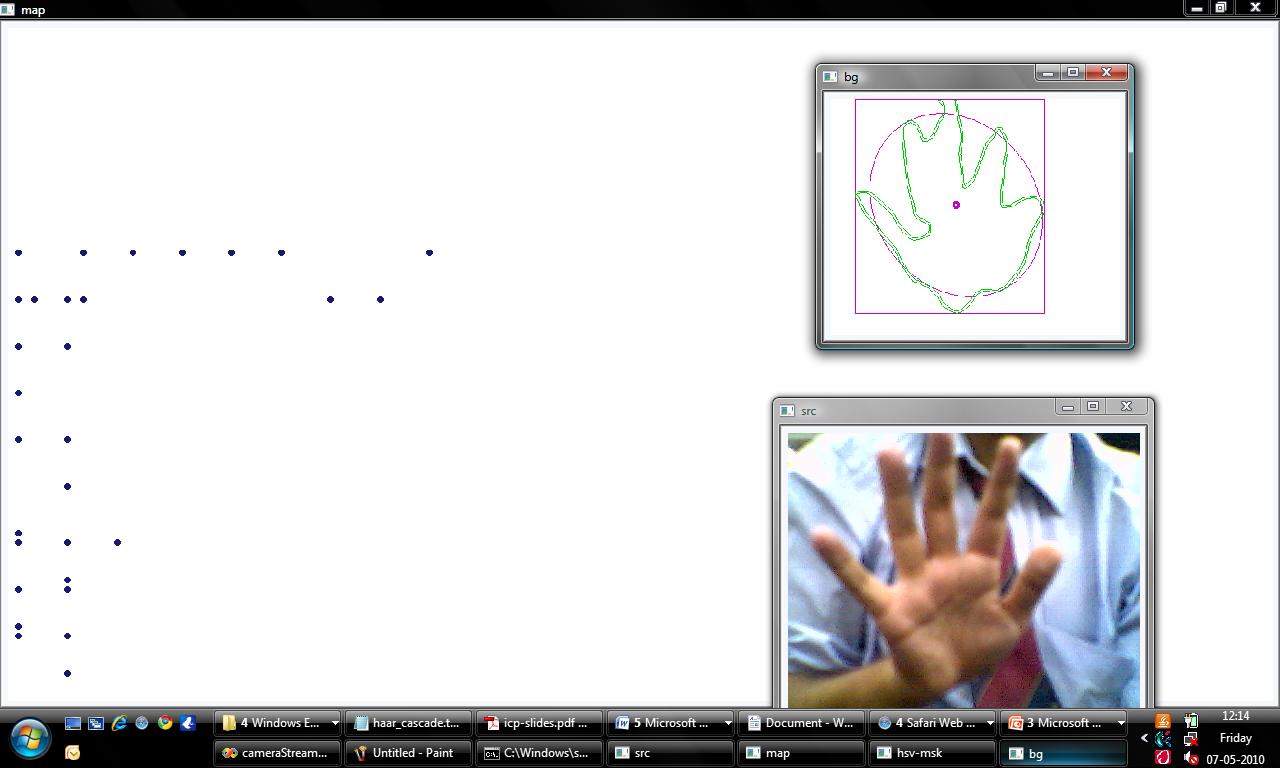 map
bg
src
4 Windows E...
haar_cascade.t...
icp-slides.pdf ...
5 Microsoft ...
Document - W...
4 Safari Web ...
3 Microsoft ...
12:14
cameraStream...
Untitled - Paint
C:\Windows\s...
src
map
hsv-msk
bg
Friday
07-05-2010